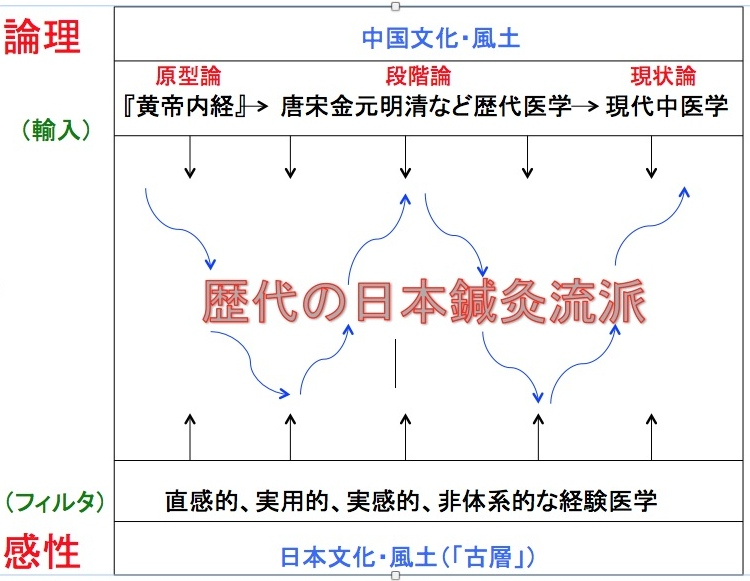 論理
中国文化・風土
原型論 段階論 現状論
『黄帝内経』→ 唐宋金元明清など歴代医学→ 現代中医学
（輸入）
歴代の日本鍼灸流派
（フィルタ）
直感的、実用的、実感的、非体系的な経験医学
感性
日本文化・風土（「古層」）